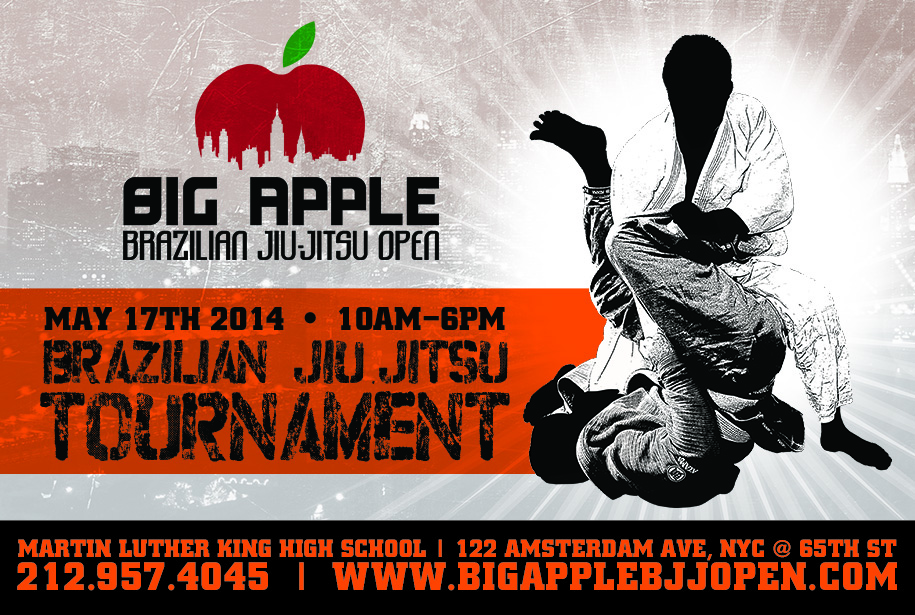 BIG APPLE
BRAZILIAN JIU-JITSU OPEN
MAY 17TH 2014 • 10AM-6PM
BRAZILIAN JIU JITSU
TOURNAMENT
MARTIN LUTHER KING HIGH SCHOOL | 122 AMSTERDAM AVE, NYC @ 65TH ST
212.957.4045 | WWW.BIGAPPLEBJJOPEN.COM